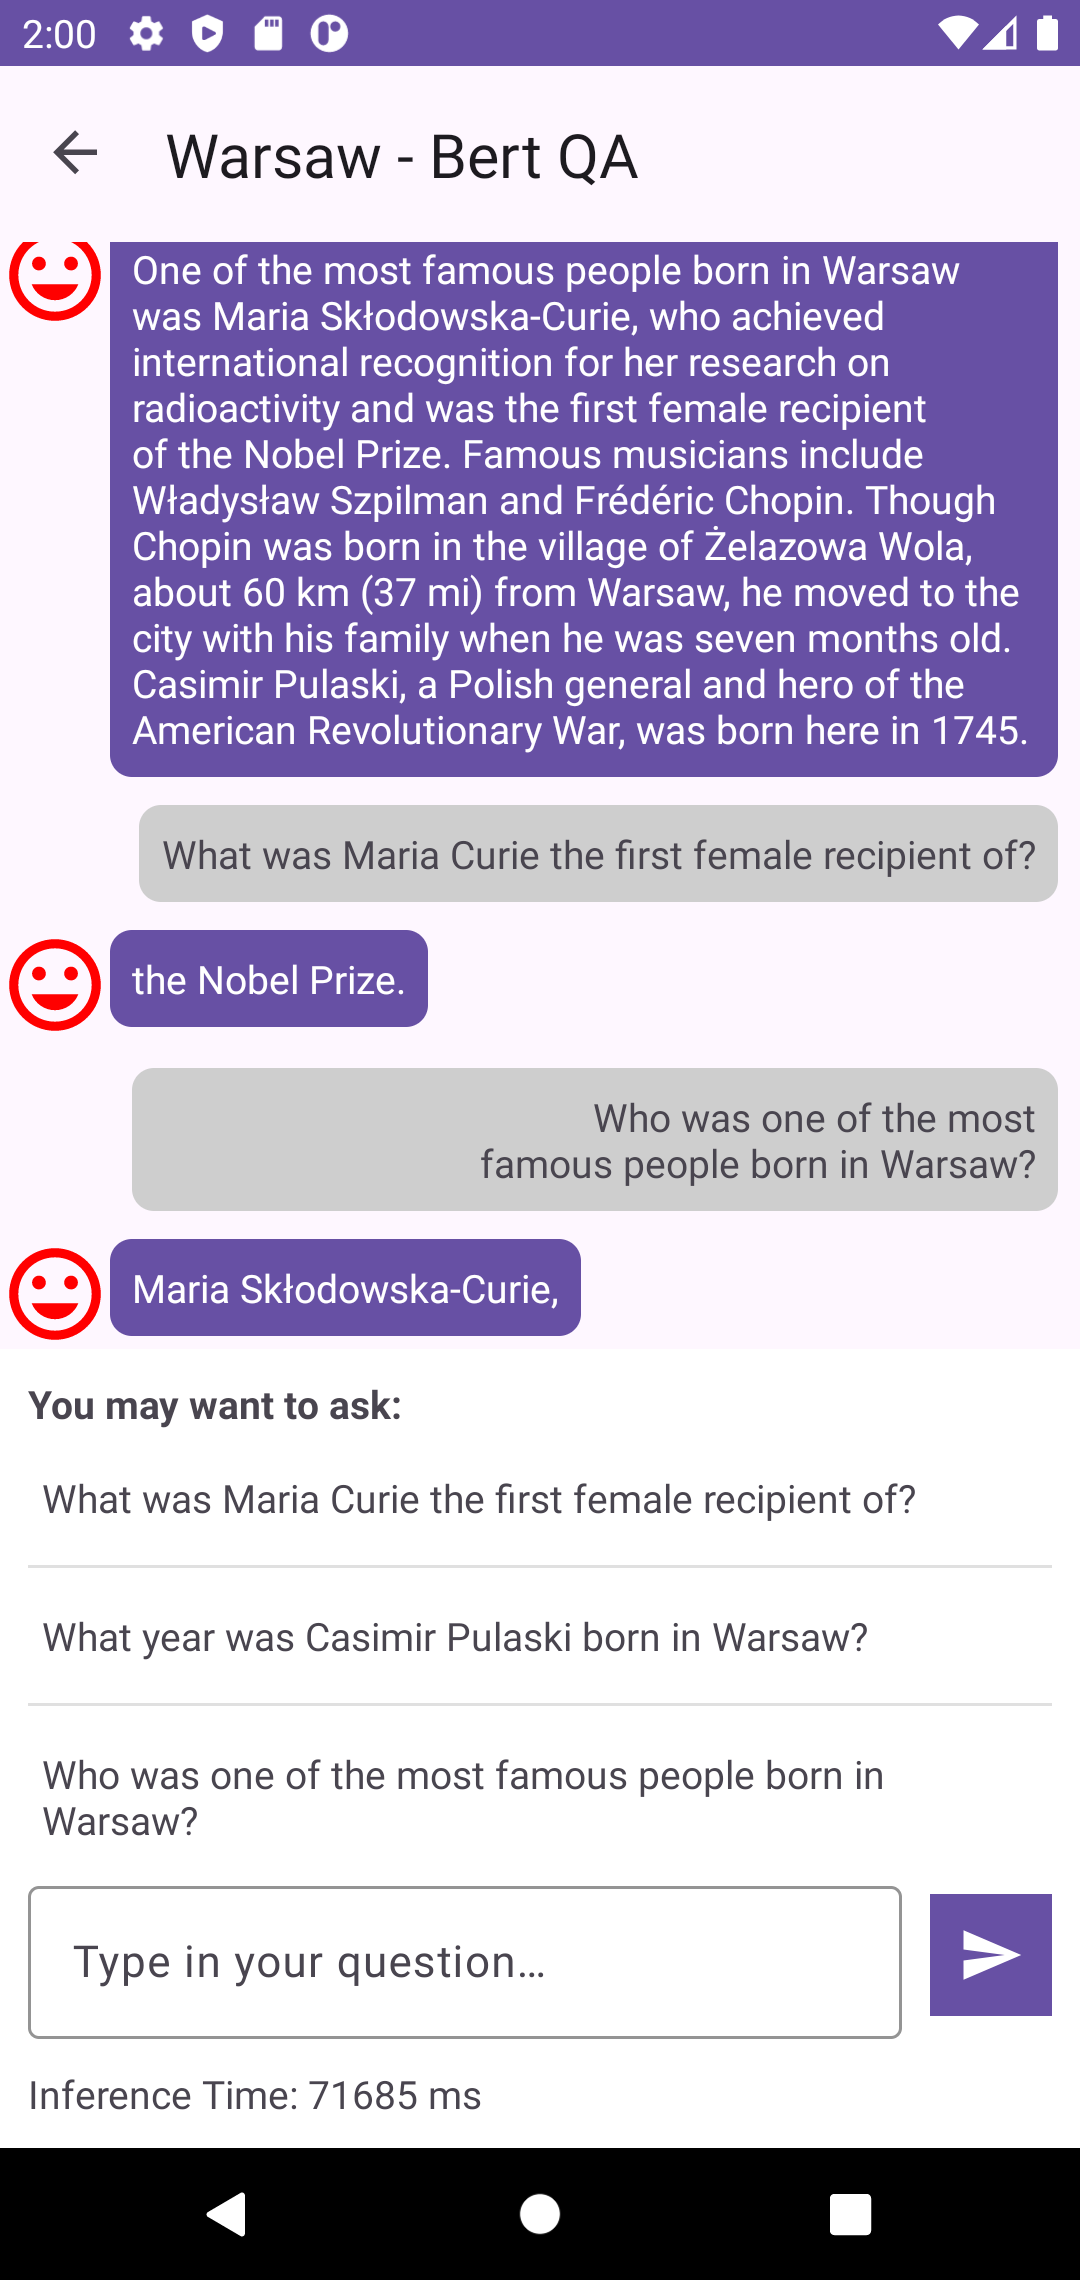 2:00
Warsaw - Bert QA
One of the most famous people born in Warsaw
was Maria Skłodowska-Curie, who achieved
international recognition for her research on
radioactivity and was the first female recipient
of the Nobel Prize. Famous musicians include
Władysław Szpilman and Frédéric Chopin. Though
Chopin was born in the village of Żelazowa Wola,
about 60 km (37 mi) from Warsaw, he moved to the
city with his family when he was seven months old.
Casimir Pulaski, a Polish general and hero of the
American Revolutionary War, was born here in 1745.
What was Maria Curie the first female recipient of?
the Nobel Prize.
Who was one of the most
famous people born in Warsaw?
Maria Skłodowska-Curie,
You may want to ask:
What was Maria Curie the first female recipient of?
What year was Casimir Pulaski born in Warsaw?
Who was one of the most famous people born in
Warsaw?
Type in your question...
Inference Time: 71685 ms